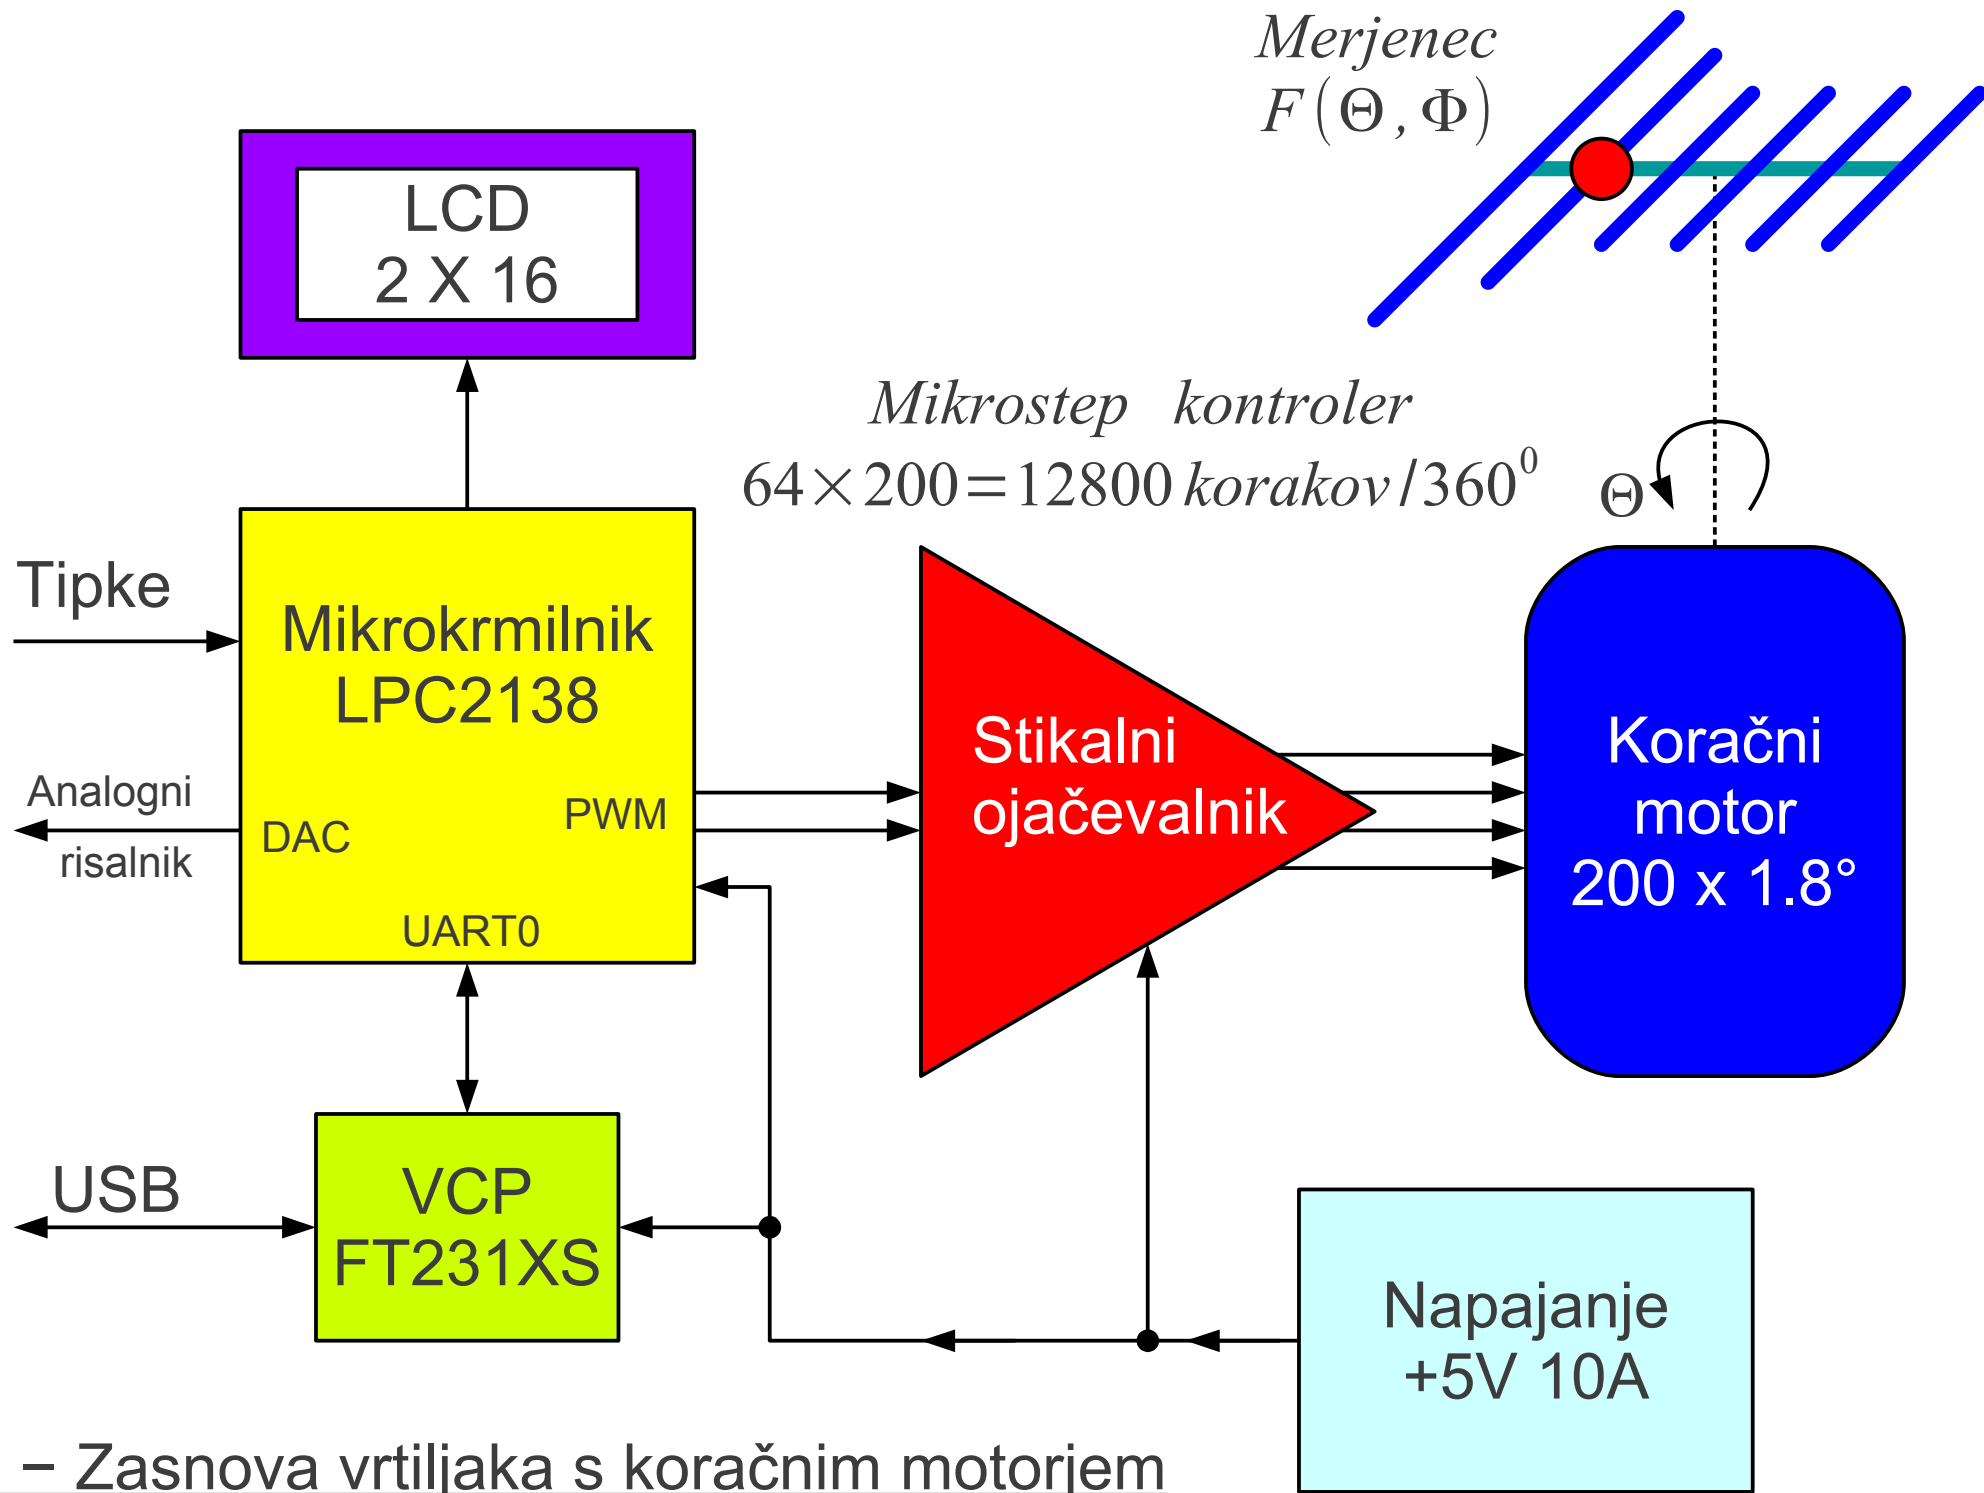 Merjenec
F(Θ,Φ)
LCD
2 X 16
Mikrostep kontroler
64×200=12800 korakov/360⁰
Θ
Tipke
Mikrokrmilnik
LPC2138
Analogni
risalnik
DAC
PWM
UART0
Stikalni
ojačevalnik
Koračni
motor
200 x 1.8°
USB
VCP
FT231XS
Napajanje
+5V 10A
– Zasnova vrtiljaka s koračnim motorjem